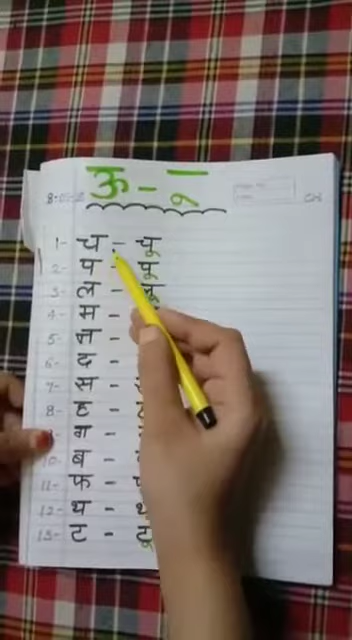 ऊ - ू
1- च - चू
2- प - पू
3- ल - लू
4- म -
5- न -
6- द -
7- स -
8- ह -
9- ग -
10- ब -
11- फ -
12- थ -
13- ट - टू